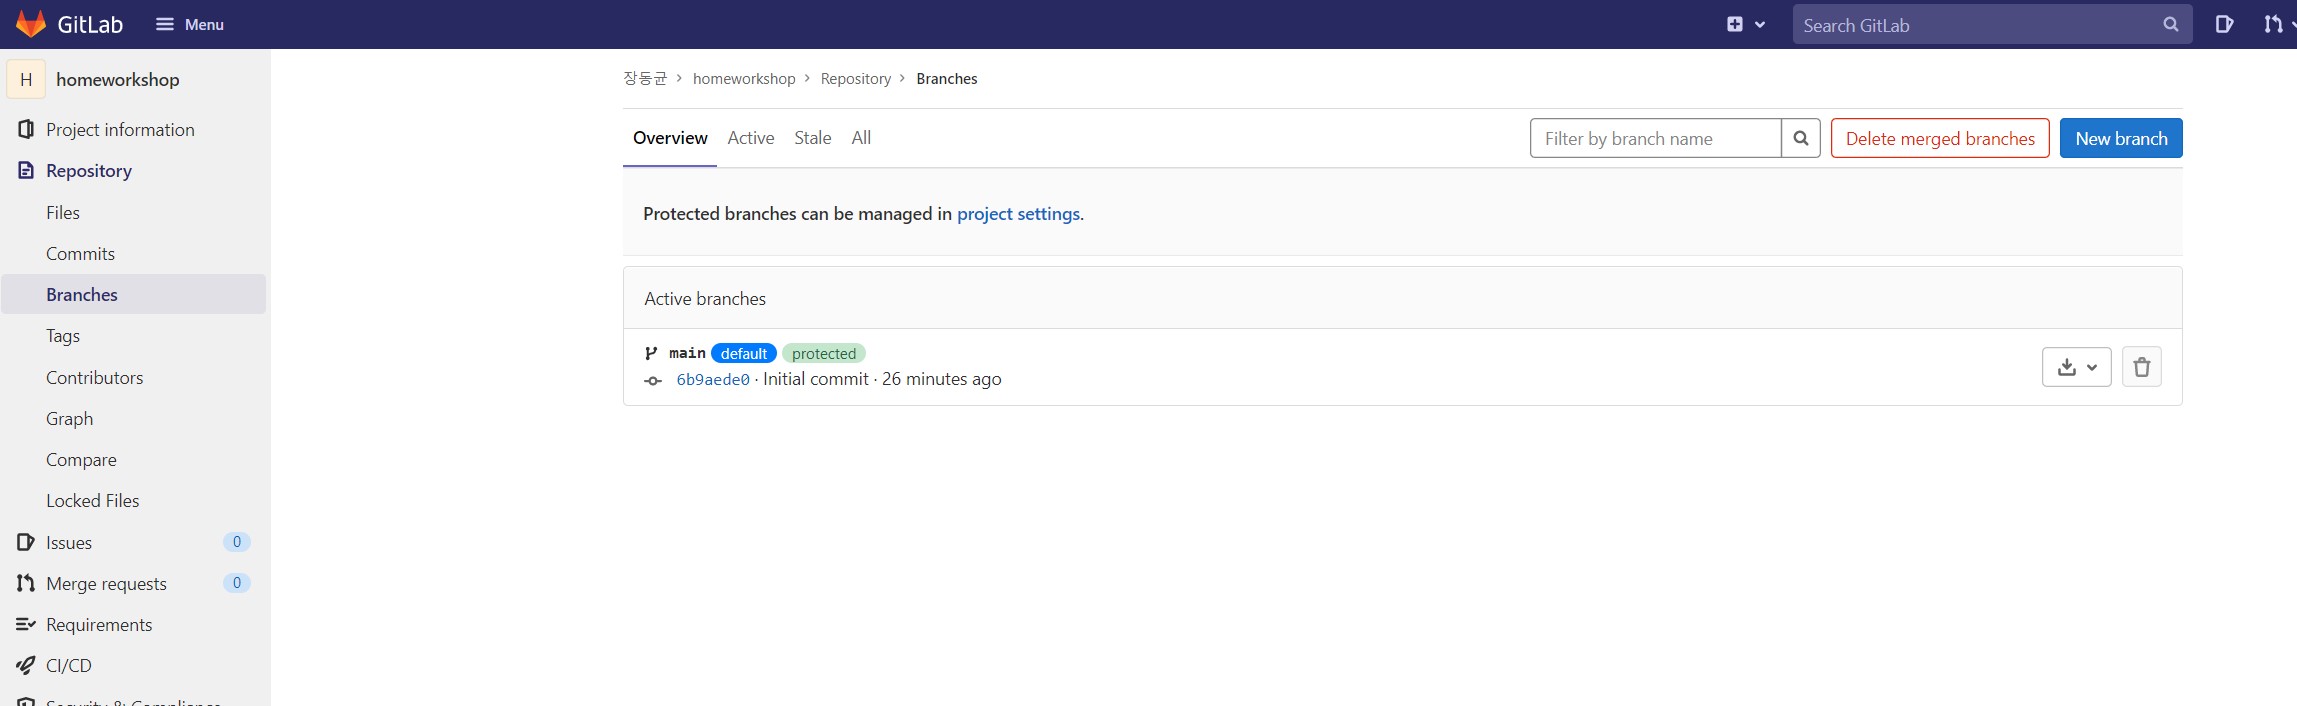 GitLab Menu Search GitLab
H homeworkshop
Project information
Repository
Files
Commits
Branches
Tags
Contributors
Graph
Compare
Locked Files
Issues 0
Merge requests 0
Requirements
CI/CD
Security & Compliance
장동균 > homeworkshop > Repository > Branches
Overview Active Stale All Filter by branch name Delete merged branches New branch
Protected branches can be managed in project settings.
Active branches
main default protected
6b9aede0 · Initial commit · 26 minutes ago